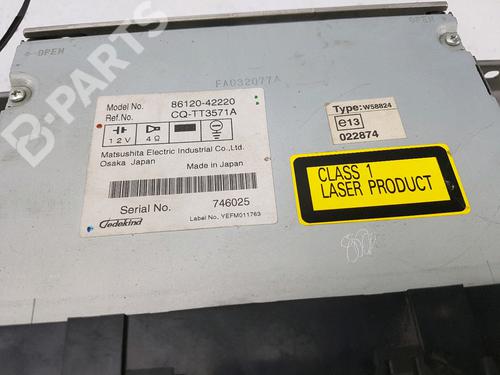 OPEN
OPEN
FA032077A
Model No. 86120-42220
Ref.No. CQ-TT3571A
12V 4Ω
Matsushita Electric Industrial Co.,Ltd.
Osaka Japan Made in Japan
Serial No. 746025
Gedekind Label No. YEFM011763
Type: W58824
e13
022874
CLASS 1
LASER PRODUCT
B-PARTS